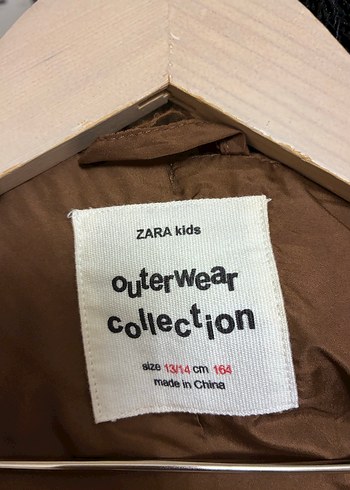 ZARA kids
outerwear
collection
size 13/14 cm 164
made in China